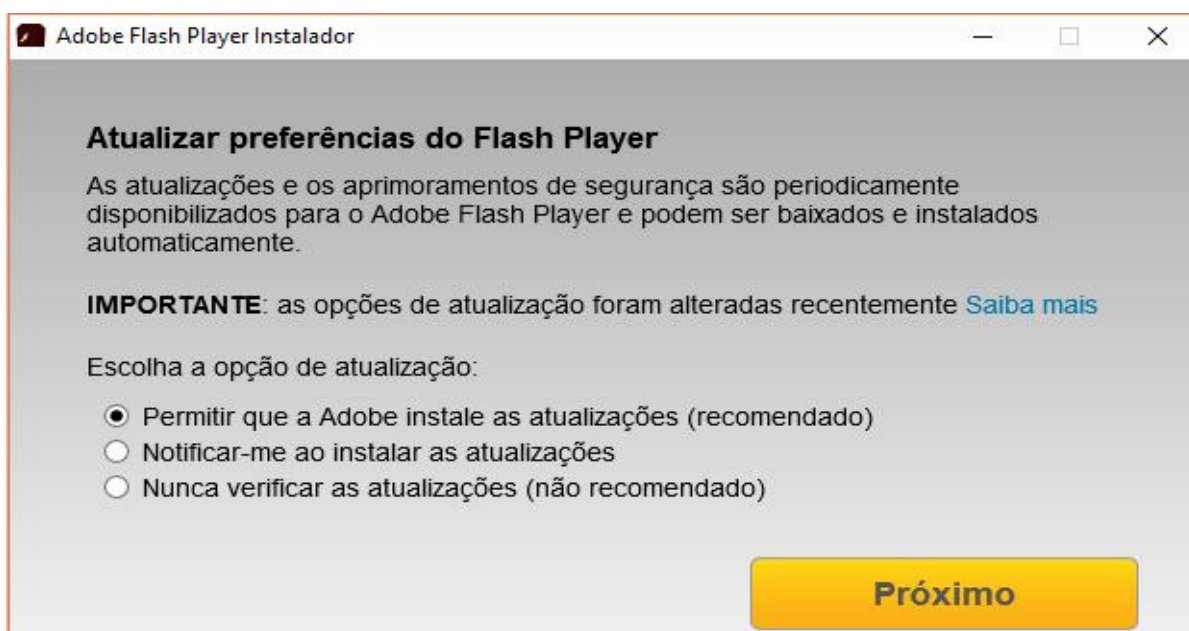 Adobe Flash Player Instalador
Atualizar preferências do Flash Player
As atualizações e os aprimoramentos de segurança são periodicamente
disponibilizados para o Adobe Flash Player e podem ser baixados e instalados
automaticamente.
IMPORTANTE: as opções de atualização foram alteradas recentemente Saiba mais
Escolha a opção de atualização:
Permitir que a Adobe instale as atualizações (recomendado)
Notificar-me ao instalar as atualizações
Nunca verificar as atualizações (não recomendado)
Próximo